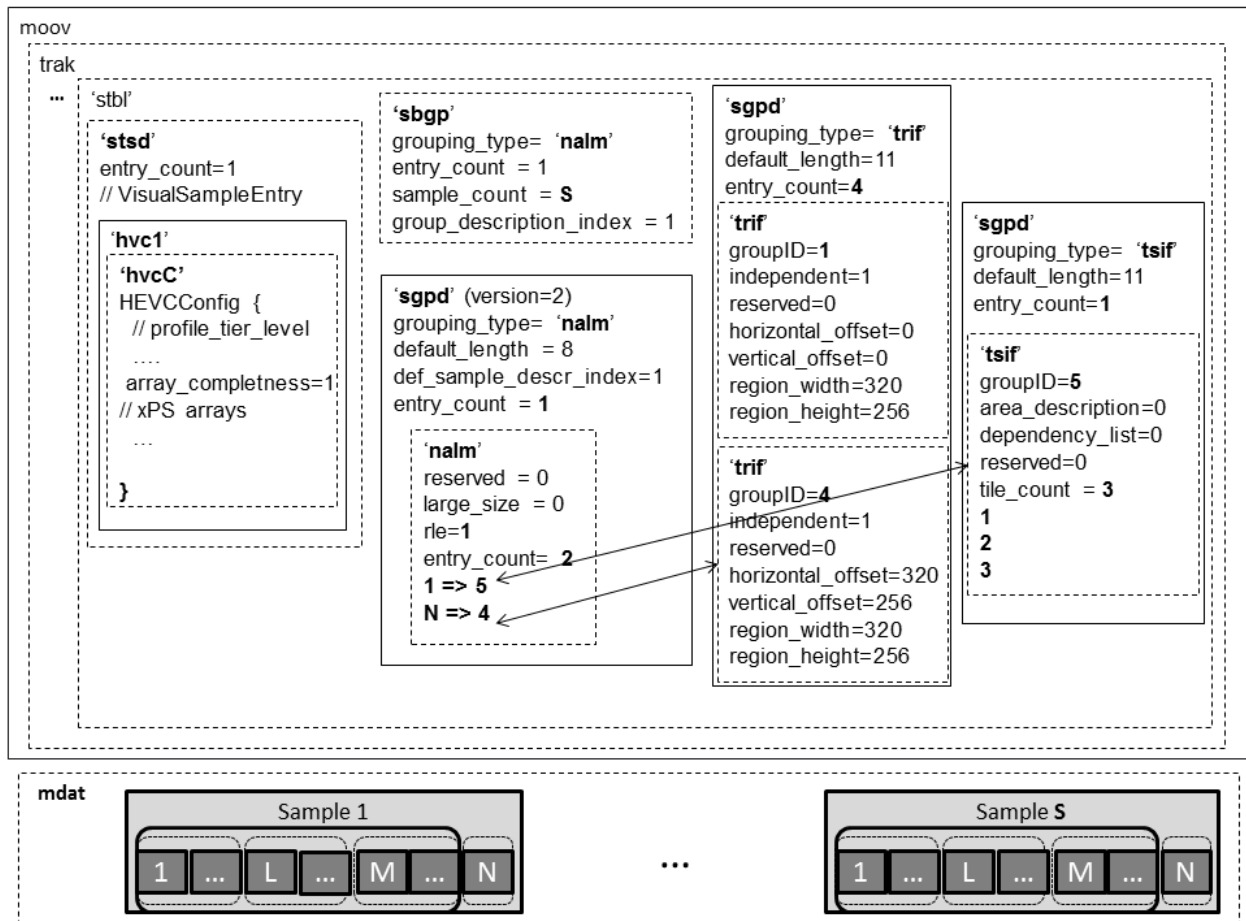 moov
trak
...
‘stbl’
‘stsd’
entry_count=1
// VisualSampleEntry
‘hvc1’
‘hvcC’
HEVCConfig {
// profile_tier_level
....
array_completness=1
// xPS arrays
...
}
‘sbgp’
grouping_type= ‘nalm’
entry_count = 1
sample_count = S
group_description_index = 1
‘sgpd’ (version=2)
grouping_type= ‘nalm’
default_length = 8
def_sample_descr_index=1
entry_count = 1
‘nalm’
reserved = 0
large_size = 0
rle=1
entry_count= 2
1 => 5
N => 4
‘sgpd’
grouping_type= ‘trif’
default_length=11
entry_count=4
‘trif’
groupID=1
independent=1
reserved=0
horizontal_offset=0
vertical_offset=0
region_width=320
region_height=256
‘trif’
groupID=4
independent=1
reserved=0
horizontal_offset=320
vertical_offset=256
region_width=320
region_height=256
‘sgpd’
grouping_type= ‘tsif’
default_length=11
entry_count=1
‘tsif’
groupID=5
area_description=0
dependency_list=0
reserved=0
tile_count = 3
1
2
3
mdat
Sample 1
1 ... L ... M ... N
...
Sample S
1 ... L ... M ... N